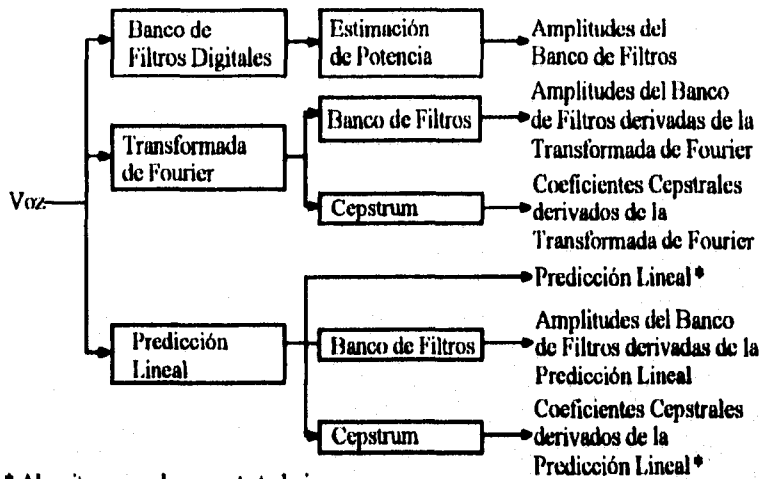 Banco de
Filtros Digitales
Estimación
de Potencia
Amplitudes del
Banco de Filtros
Transformada
de Fourier
Banco de Filtros
Amplitudes del Banco
de Filtros derivadas de la
Transformada de Fourier
Cepstrum
Coeficientes Cepstrales
derivados de la
Transformada de Fourier
Voz
Predicción
Lineal
Predicción Lineal*
Banco de Filtros
Amplitudes del Banco
de Filtros derivadas de la
Predicción Lineal
Cepstrum
Coeficientes Cepstrales
derivados de la
Predicción Lineal*